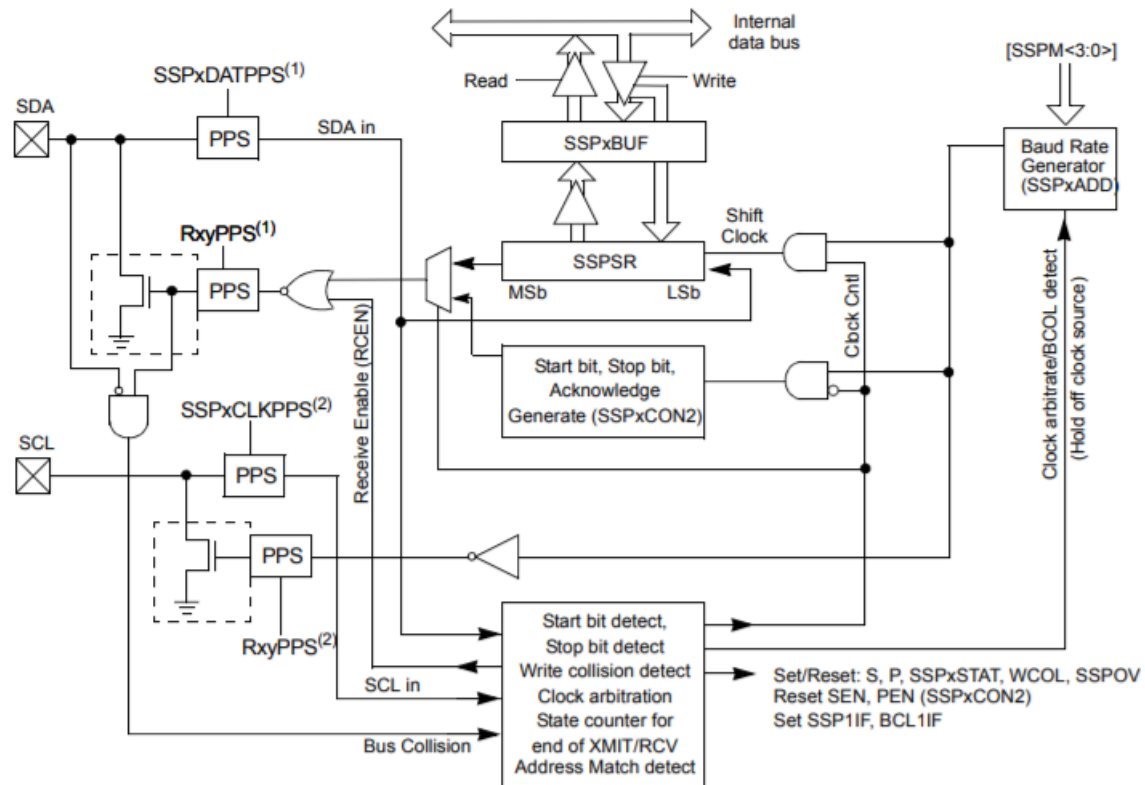 Internal
data bus
[SSPM<3:0>]
SSPxDATPPS(1)
Read
Write
SDA
PPS
SDA in
SSPxBUF
Baud Rate
Generator
(SSPxADD)
Shift
Clock
RxyPPS(1)
PPS
SSPSR
MSb
LSb
Receive Enable (RCEN)
Start bit, Stop bit,
Acknowledge
Generate (SSPxCON2)
Clock Cntl
Clock arbitrate/BCOL detect
(Hold off clock source)
SSPxCLKPPS(2)
SCL
PPS
PPS
RxyPPS(2)
SCL in
Bus Collision
Start bit detect,
Stop bit detect
Write collision detect
Clock arbitration
State counter for
end of XMIT/RCV
Address Match detect
Set/Reset: S, P, SSPxSTAT, WCOL, SSPOV
Reset SEN, PEN (SSPxCON2)
Set SSP1IF, BCL1IF